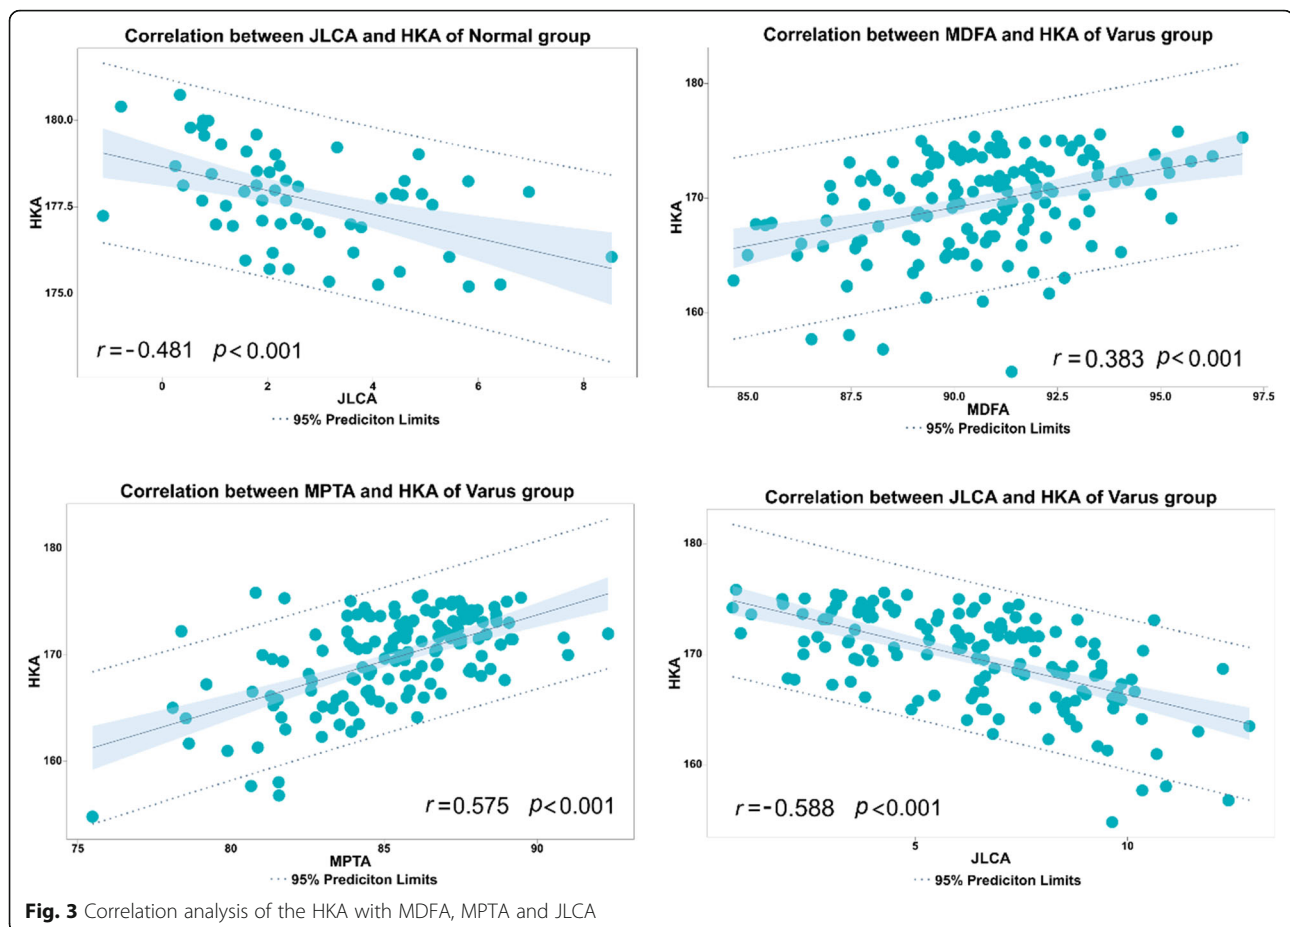 Correlation between JLCA and HKA of Normal group
HKA
180.0
177.5
175.0
r=-0.481 p<0.001
0 2 4 6 8
JLCA
95% Prediciton Limits
Correlation between MDFA and HKA of Varus group
HKA
180
170
160
r=0.383 p<0.001
85.0 87.5 90.0 92.5 95.0 97.5
MDFA
95% Prediciton Limits
Correlation between MPTA and HKA of Varus group
HKA
180
170
160
r=0.575 p<0.001
75 80 85 90
MPTA
95% Prediciton Limits
Correlation between JLCA and HKA of Varus group
HKA
180
170
160
r=-0.588 p<0.001
5 10
JLCA
95% Prediciton Limits
Fig. 3 Correlation analysis of the HKA with MDFA, MPTA and JLCA